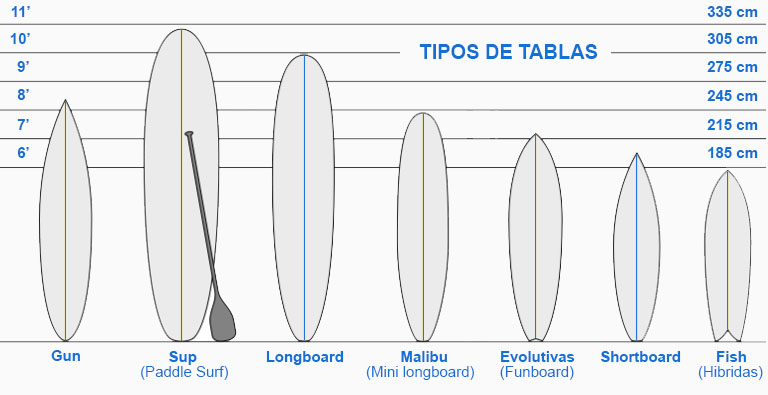 11’ 335 cm
10’ 305 cm
TIPOS DE TABLAS
9’ 275 cm
8’ 245 cm
7’ 215 cm
6’ 185 cm
Gun Sup Longboard Malibu Evolutivas Shortboard Fish
(Paddle Surf) (Mini longboard) (Funboard) (Hibridas)